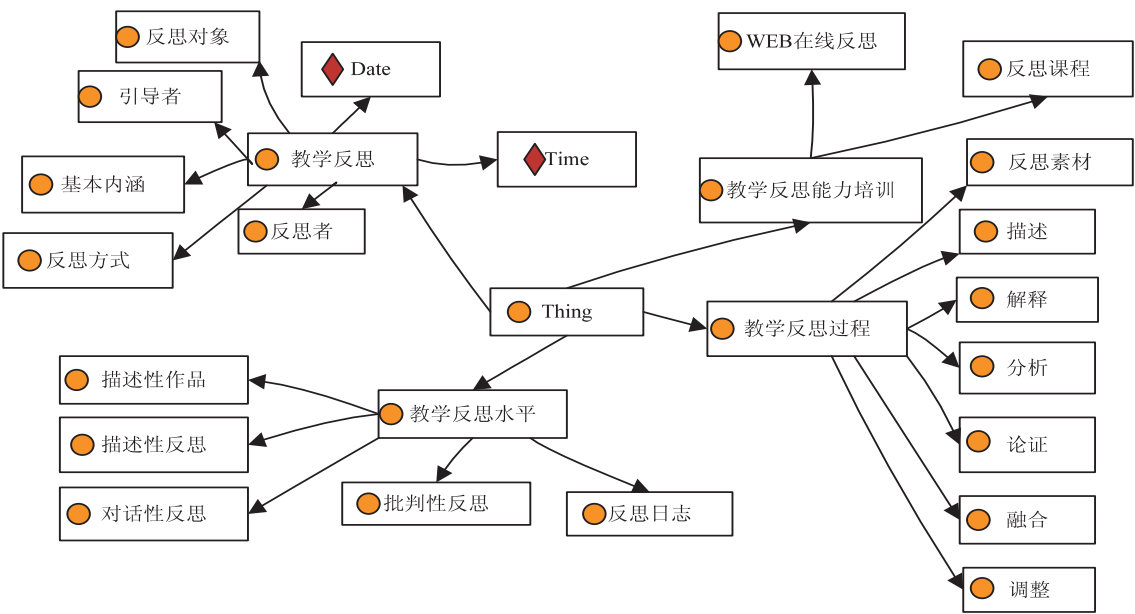 反思对象
WEB在线反思
Date
反思课程
引导者
教学反思
Time
反思素材
基本内涵
教学反思能力培训
反思者
描述
反思方式
Thing
解释
教学反思过程
分析
描述性作品
教学反思水平
描述性反思
论证
批判性反思
对话性反思
反思日志
融合
调整